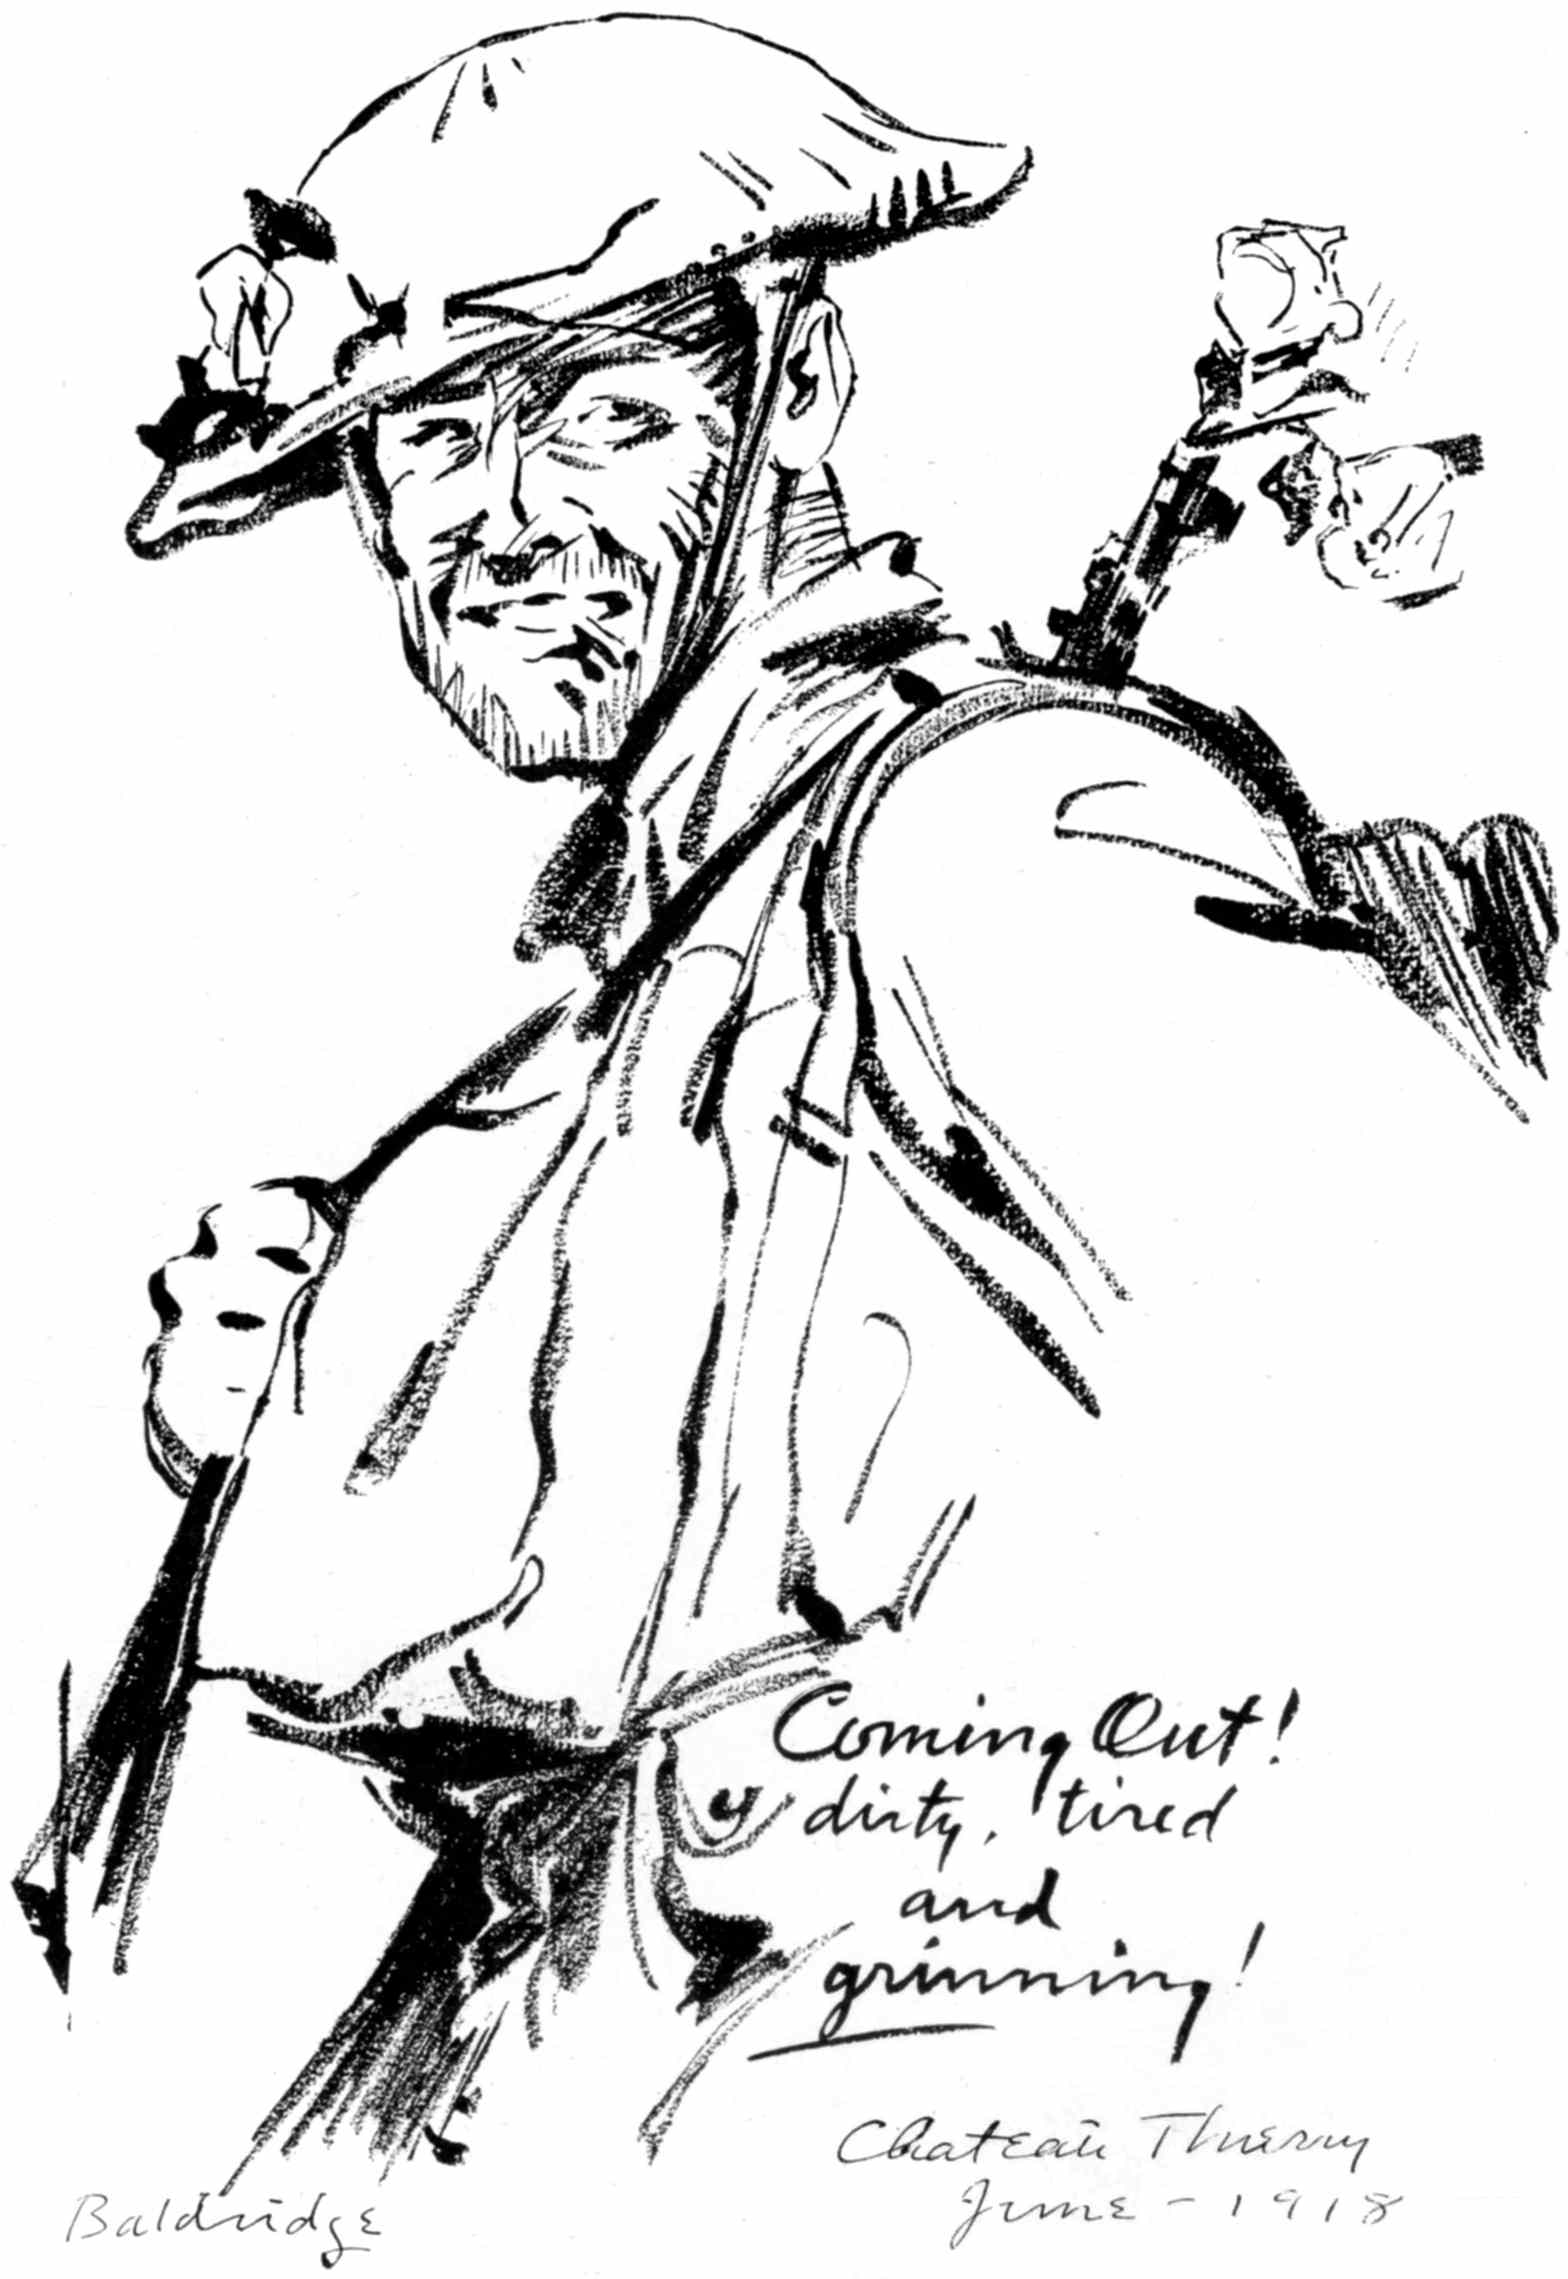 Coming Out!
dirty, tired
and
grinning!
Chateau Thierry
June - 1918
Baldridge